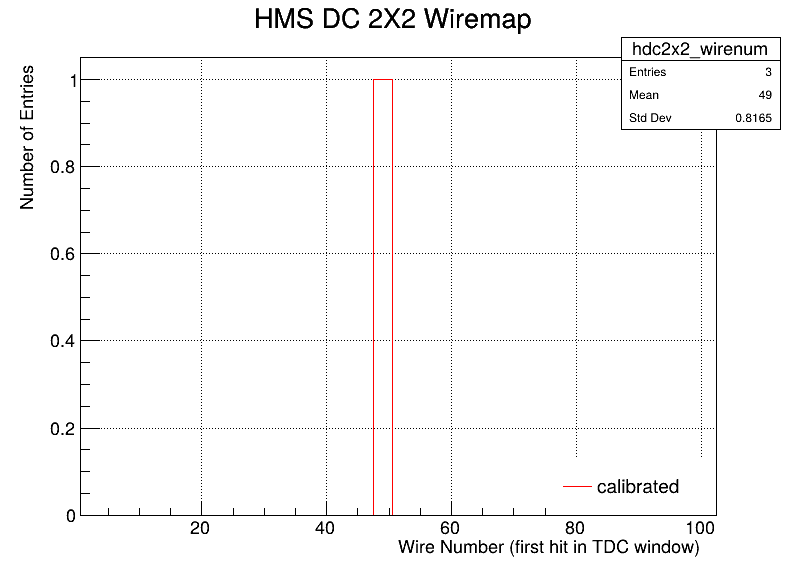 HMS DC 2X2 Wiremap
hdc2x2_wirenum
Entries 3
Mean 49
Std Dev 0.8165
Number of Entries
1
0.8
0.6
0.4
0.2
0
calibrated
20 40 60 80 100
Wire Number (first hit in TDC window)